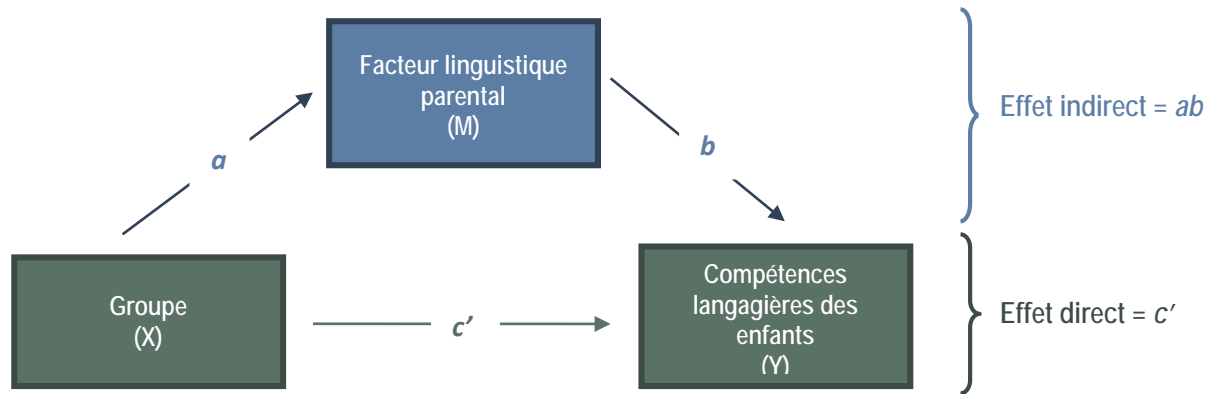 Facteur linguistique
parental
(M)
Effet indirect = ab
a
b
Groupe
(X)
c'
Compétences
langagières des
enfants
(Y)
Effet direct = c'